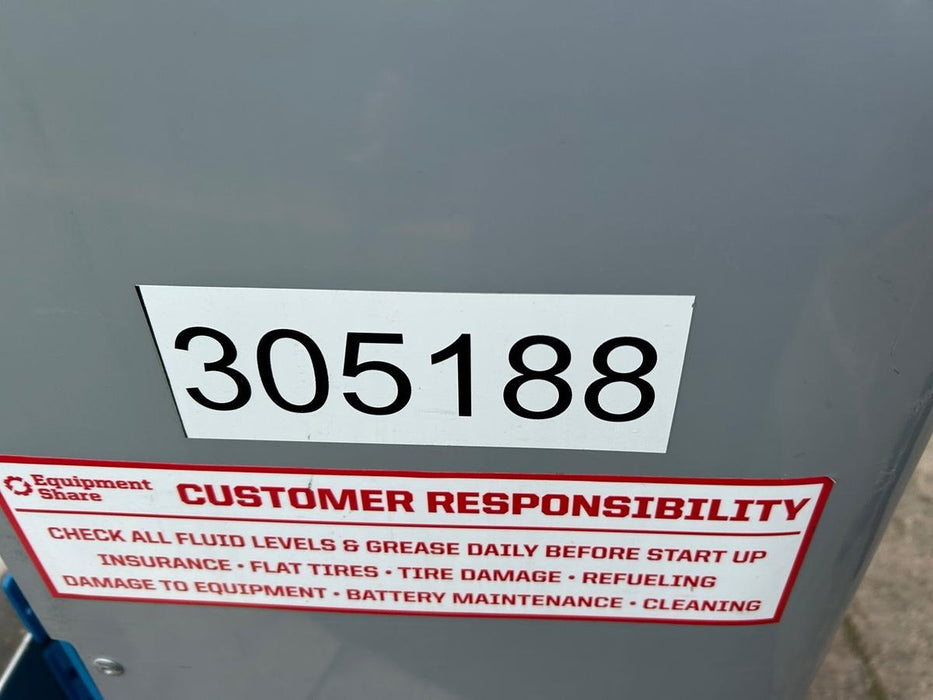 305188
Equipment
Share
CUSTOMER RESPONSIBILITY
CHECK ALL FLUID LEVELS & GREASE DAILY BEFORE START UP
INSURANCE • FLAT TIRES • TIRE DAMAGE • REFUELING
DAMAGE TO EQUIPMENT • BATTERY MAINTENANCE • CLEANING